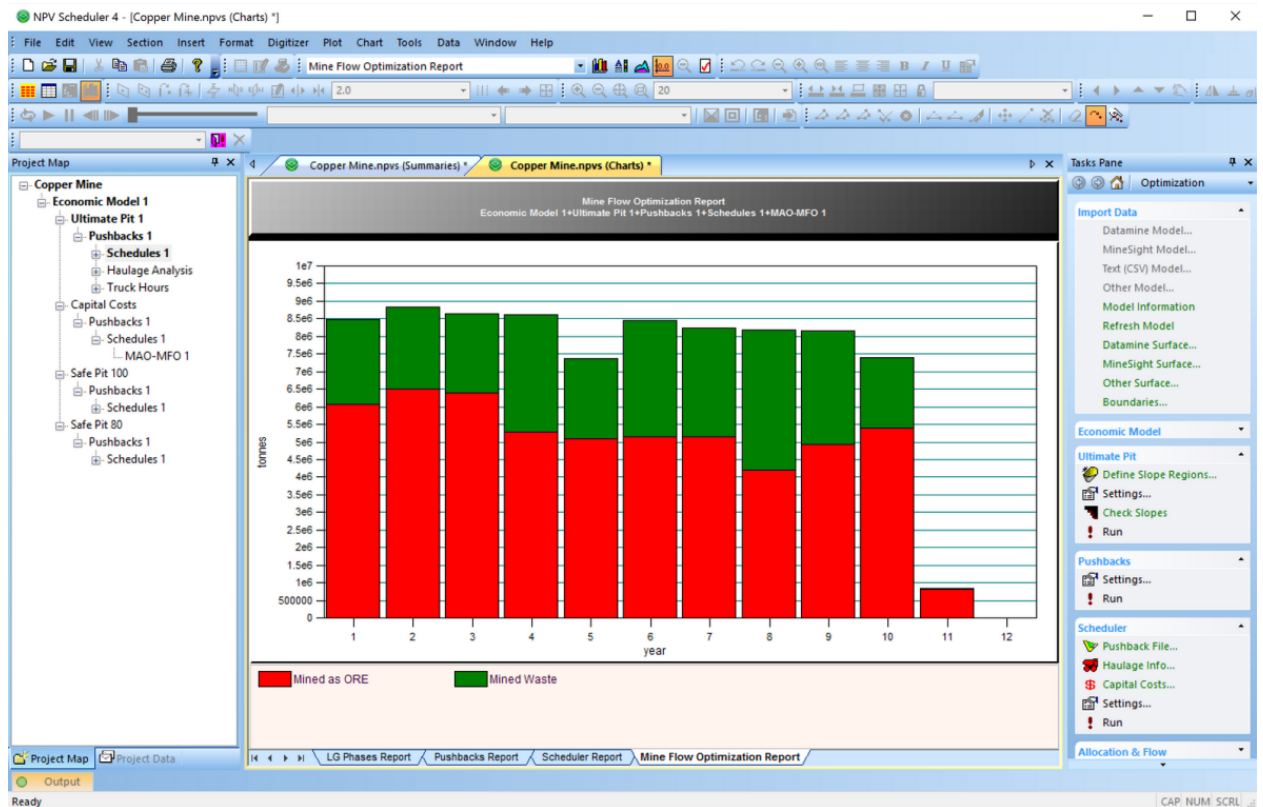 NPV Scheduler 4 - [Copper Mine.npvs (Charts) *]
File Edit View Section Insert Format Digitizer Plot Chart Tools Data Window Help
Mine Flow Optimization Report
B I U
2.0
20
Project Map
Copper Mine.npvs (Summaries) *
Copper Mine.npvs (Charts) *
Tasks Pane
Copper Mine
Economic Model 1
Ultimate Pit 1
Pushbacks 1
Schedules 1
Haulage Analysis
Truck Hours
Capital Costs
Pushbacks 1
Schedules 1
MAO-MFO 1
Safe Pit 100
Pushbacks 1
Schedules 1
Safe Pit 80
Pushbacks 1
Schedules 1
Project Map Project Data
Mine Flow Optimization Report
Economic Model 1+Ultimate Pit 1+Pushbacks 1+Schedules 1+MAO-MFO 1
1e7
9.5e6
9e6
8.5e6
8e6
7.5e6
7e6
6.5e6
6e6
5.5e6
5e6
4.5e6
4e6
3.5e6
3e6
2.5e6
2e6
1.5e6
1e6
500000
0
tonnes
1 2 3 4 5 6 7 8 9 10 11 12
year
Mined as ORE Mined Waste
LG Phases Report Pushbacks Report Scheduler Report Mine Flow Optimization Report
Optimization
Import Data
Datamine Model...
MineSight Model...
Text (CSV) Model...
Other Model...
Model Information
Refresh Model
Datamine Surface...
MineSight Surface...
Other Surface...
Boundaries...
Economic Model
Ultimate Pit
Define Slope Regions...
Settings...
Check Slopes
Run
Pushbacks
Settings...
Run
Scheduler
Pushback File...
Haulage Info...
Capital Costs...
Settings...
Run
Allocation & Flow
Output
Ready
CAP NUM SCRL